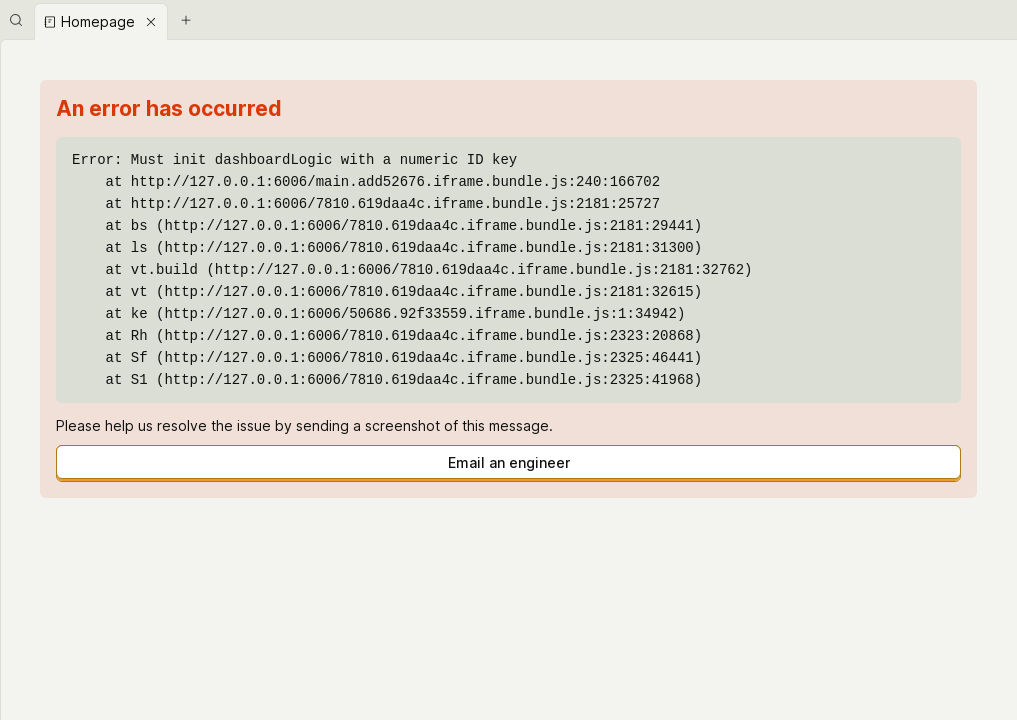 Homepage
An error has occurred
Error: Must init dashboardLogic with a numeric ID key
at http://127.0.0.1:6006/main.add52676.iframe.bundle.js:240:166702
at http://127.0.0.1:6006/7810.619daa4c.iframe.bundle.js:2181:25727
at bs (http://127.0.0.1:6006/7810.619daa4c.iframe.bundle.js:2181:29441)
at ls (http://127.0.0.1:6006/7810.619daa4c.iframe.bundle.js:2181:31300)
at vt.build (http://127.0.0.1:6006/7810.619daa4c.iframe.bundle.js:2181:32762)
at vt (http://127.0.0.1:6006/7810.619daa4c.iframe.bundle.js:2181:32615)
at ke (http://127.0.0.1:6006/50686.92f33559.iframe.bundle.js:1:34942)
at Rh (http://127.0.0.1:6006/7810.619daa4c.iframe.bundle.js:2323:20868)
at Sf (http://127.0.0.1:6006/7810.619daa4c.iframe.bundle.js:2325:46441)
at S1 (http://127.0.0.1:6006/7810.619daa4c.iframe.bundle.js:2325:41968)
Please help us resolve the issue by sending a screenshot of this message.
Email an engineer